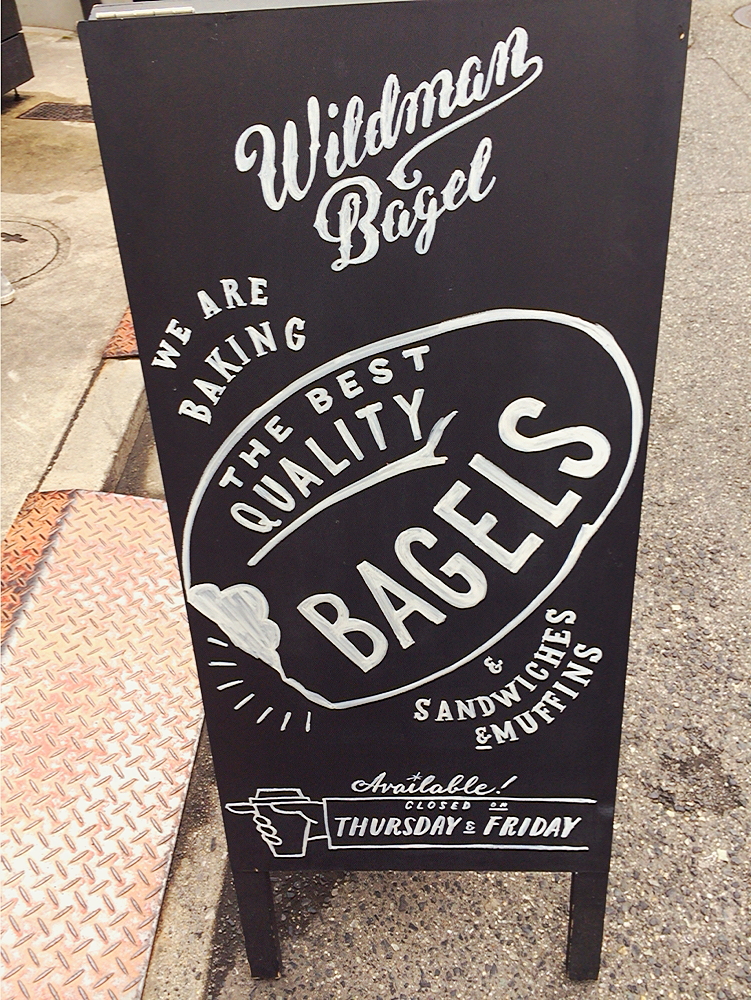 Wildman
Bagel
WE ARE
BAKING
THE BEST
QUALITY
BAGELS
&
SANDWICHES
&MUFFINS
Available!
CLOSED ON
THURSDAY & FRIDAY